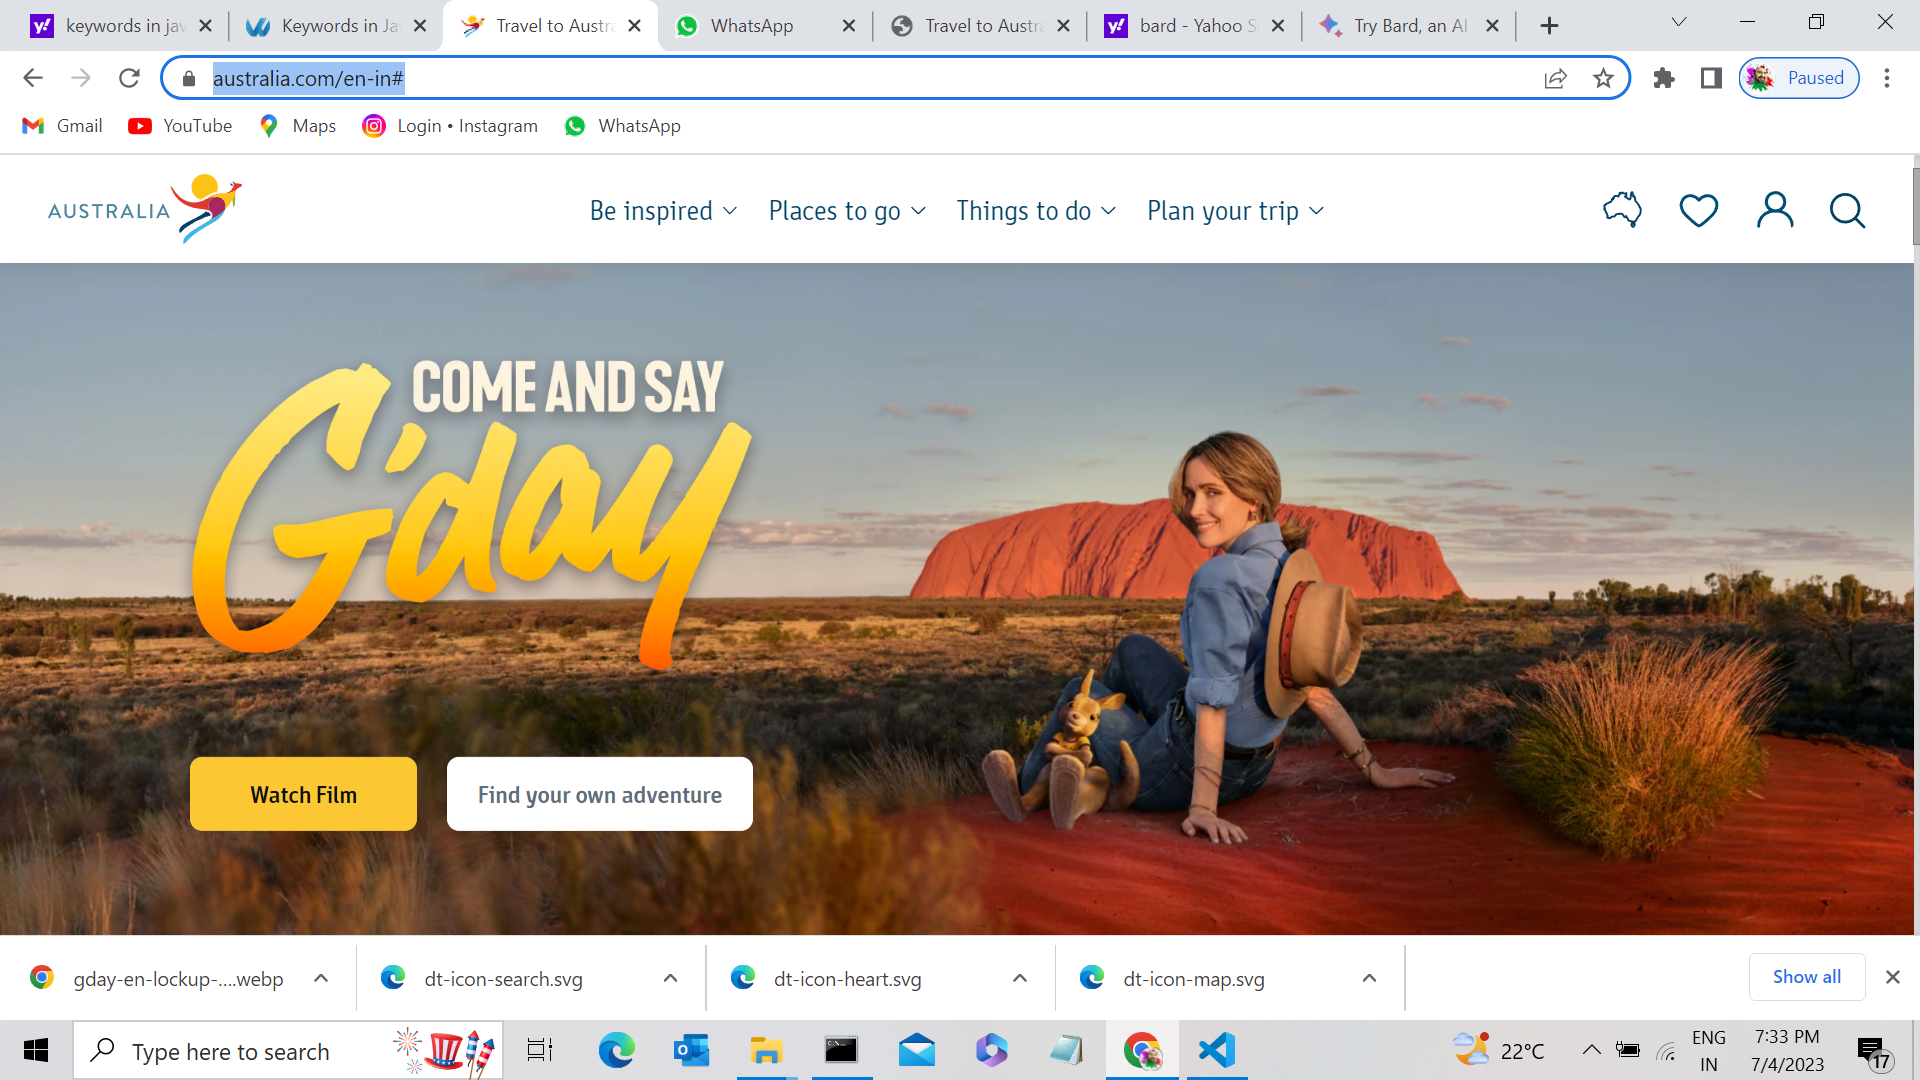 keywords in jav
Keywords in Ja
Travel to Austra
WhatsApp
Travel to Austra
bard - Yahoo S
Try Bard, an AI
australia.com/en-in#
Paused
Gmail
YouTube
Maps
Login • Instagram
WhatsApp
AUSTRALIA
Be inspired
Places to go
Things to do
Plan your trip
COME AND SAY
G'day
Watch Film
Find your own adventure
gday-en-lockup-....webp
dt-icon-search.svg
dt-icon-heart.svg
dt-icon-map.svg
Show all
Type here to search
22°C
ENG
IN
7:33 PM
7/4/2023
17